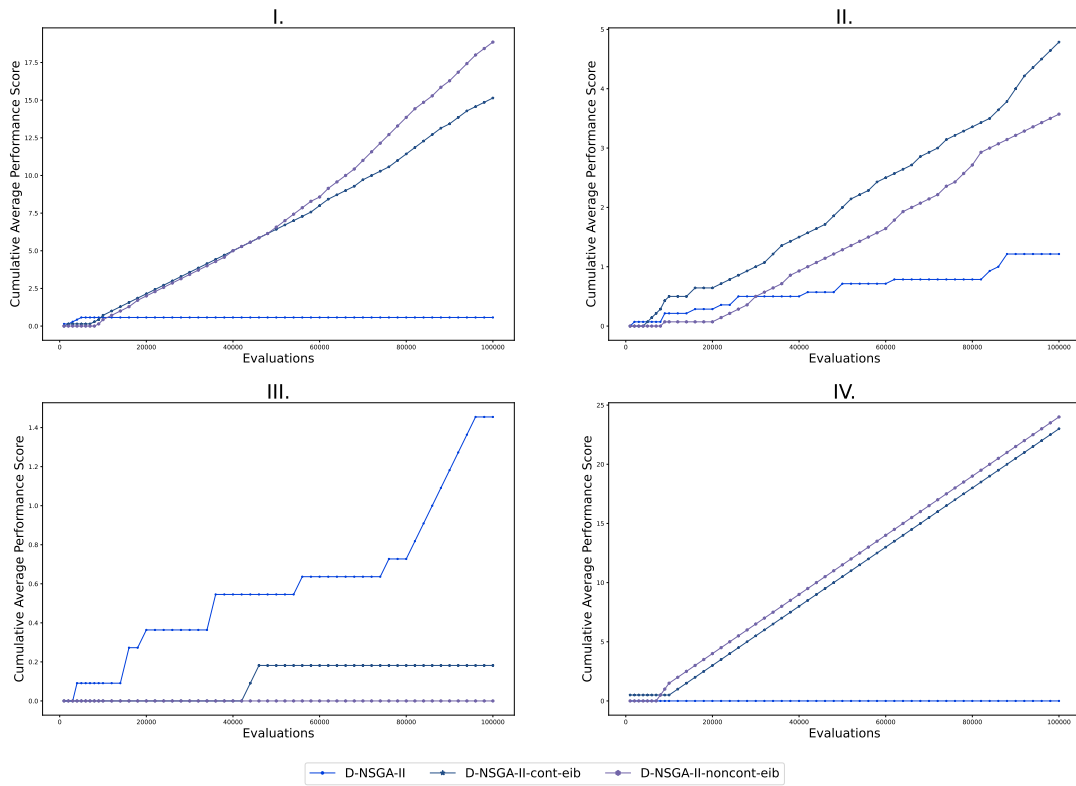 I.
Cumulative Average Performance Score
17.5
15.0
12.5
10.0
7.5
5.0
2.5
0.0
0 20000 40000 60000 80000 100000
Evaluations
II.
Cumulative Average Performance Score
5
4
3
2
1
0
0 20000 40000 60000 80000 100000
Evaluations
III.
Cumulative Average Performance Score
1.4
1.2
1.0
0.8
0.6
0.4
0.2
0.0
0 20000 40000 60000 80000 100000
Evaluations
IV.
Cumulative Average Performance Score
25
20
15
10
5
0
0 20000 40000 60000 80000 100000
Evaluations
D-NSGA-II D-NSGA-II-cont-eib D-NSGA-II-noncont-eib